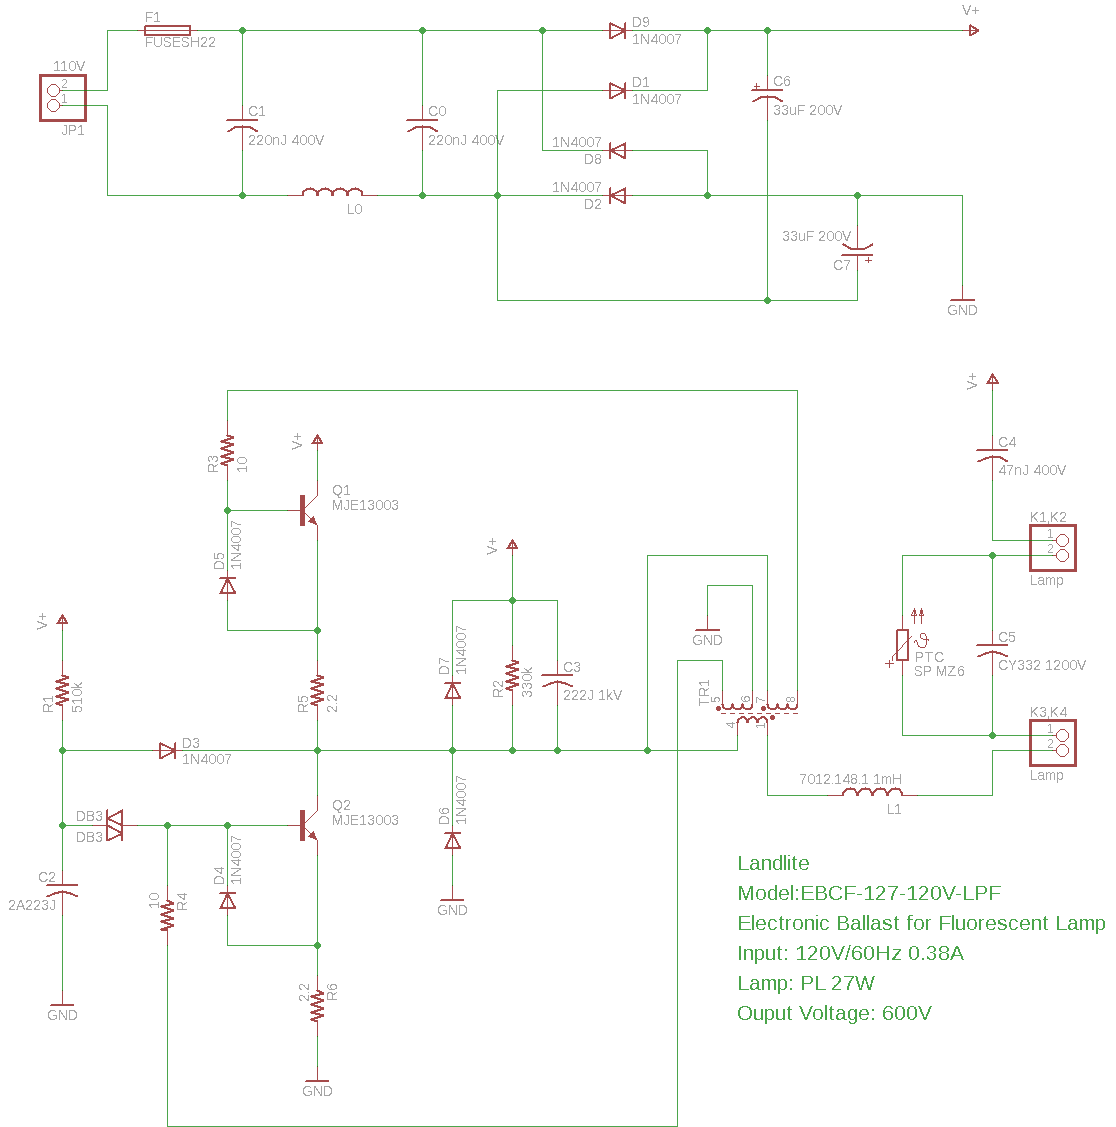 F1
FUSESH22
D9
1N4007
V+
110V
2
1
JP1
D1
1N4007
C6
33uF 200V
C1
220nJ 400V
C0
220nJ 400V
1N4007
D8
1N4007
D2
L0
33uF 200V
C7
GND
V+
V+
R3
10
Q1
MJE13003
C4
47nJ 400V
K1,K2
1
2
Lamp
D5
1N4007
V+
V+
R1
510k
R5
2.2
D7
1N4007
R2
330k
C3
222J 1kV
GND
TR1
5
6
7
8
4
1
PTC
SP MZ6
C5
CY332 1200V
K3,K4
1
2
Lamp
D3
1N4007
7012.148.1 1mH
L1
DB3
DB3
Q2
MJE13003
D6
1N4007
C2
2A223J
10
R4
D4
1N4007
GND
GND
2.2
R6
GND
Landlite
Model:EBCF-127-120V-LPF
Electronic Ballast for Fluorescent Lamp
Input: 120V/60Hz 0.38A
Lamp: PL 27W
Ouput Voltage: 600V